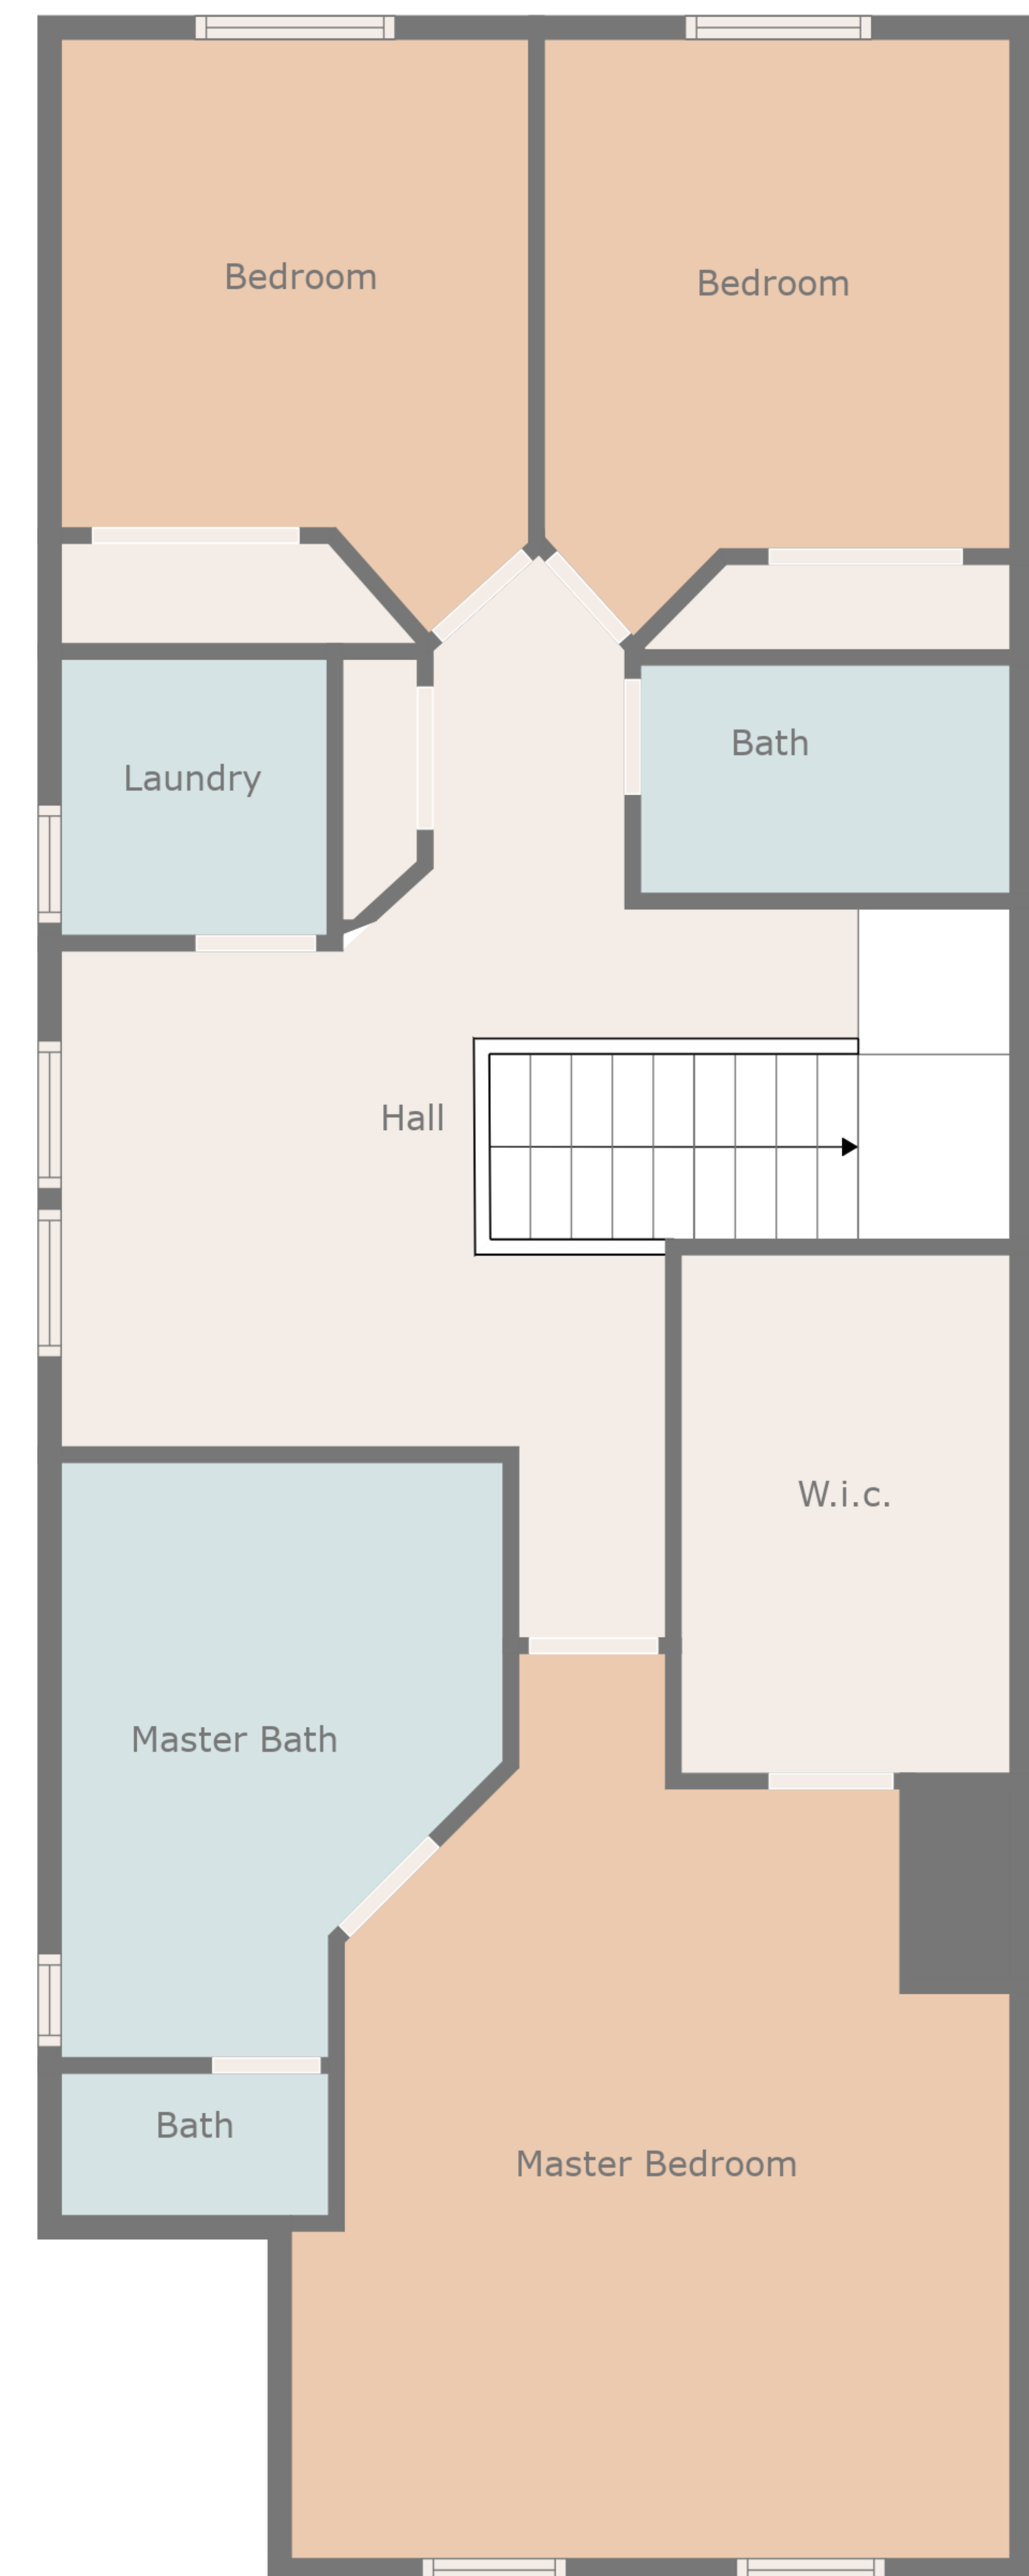 Bedroom
Bedroom
Bath
Laundry
Hall
W.i.c.
Master Bath
Bath
Master Bedroom